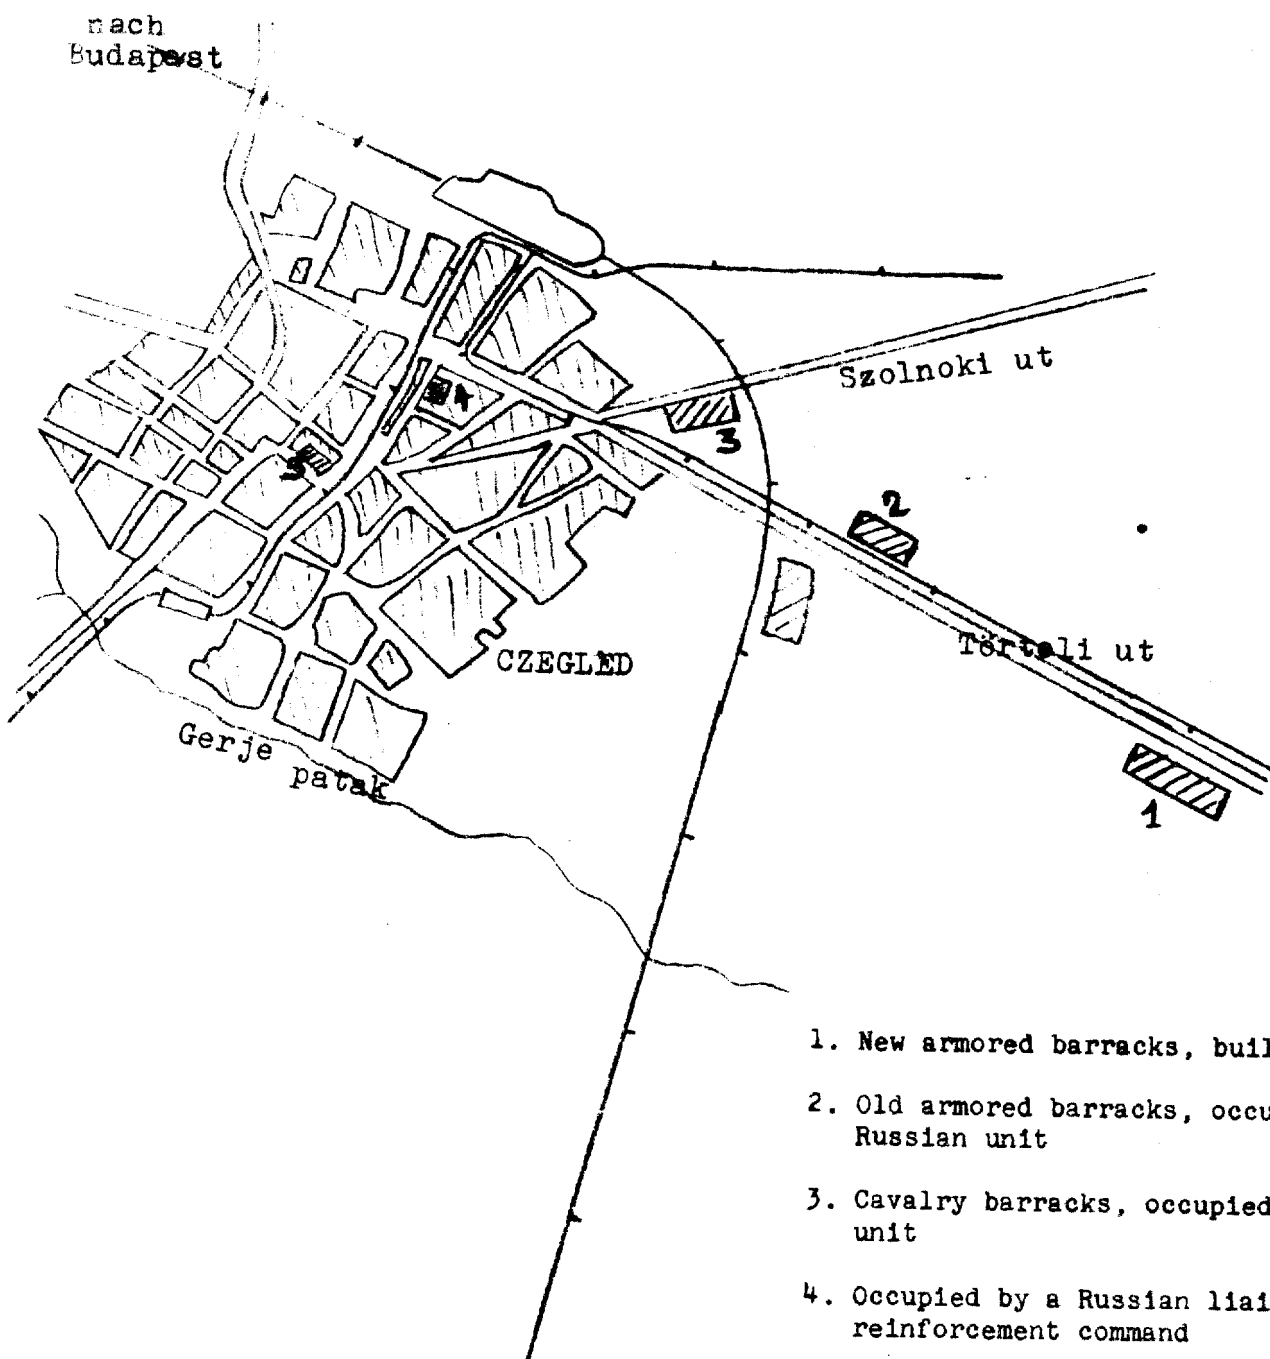 nach
Budapest
Szolnoki ut
4
3
5
2
CZEGLED
Törteli ut
Gerje
patak
1
1. New armored barracks, buil
2. Old armored barracks, occu
Russian unit
3. Cavalry barracks, occupied
unit
4. Occupied by a Russian liai
reinforcement command